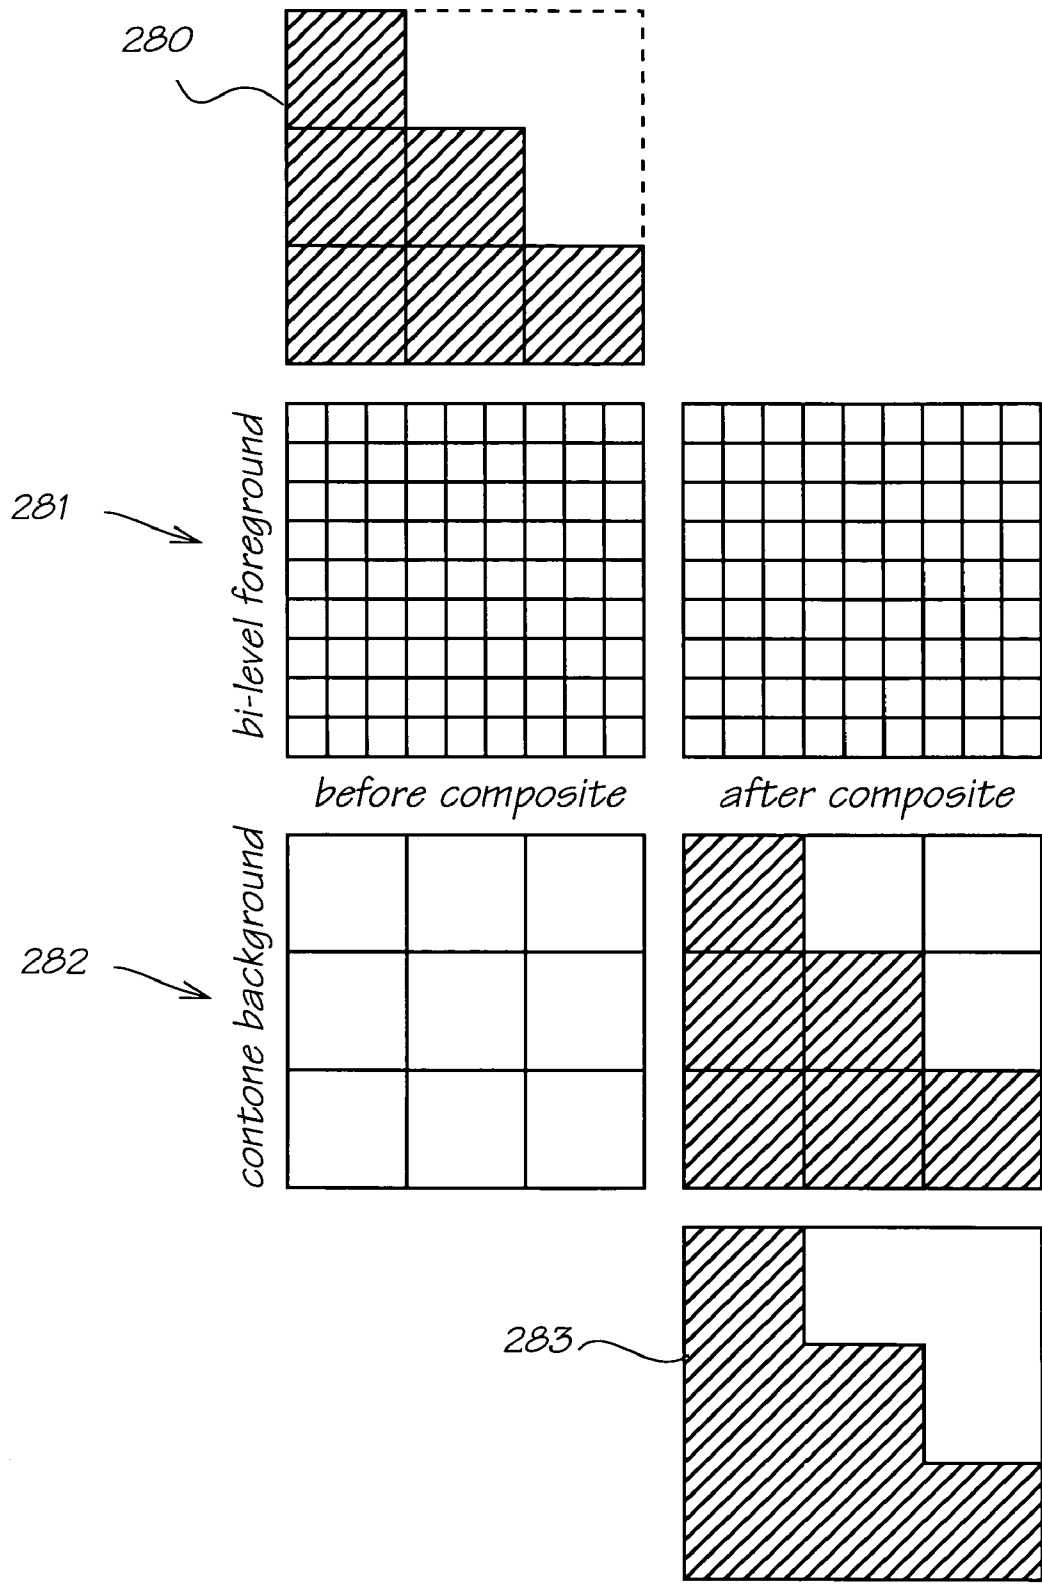 280
281
bi-level foreground
before composite
after composite
282
contone background
283